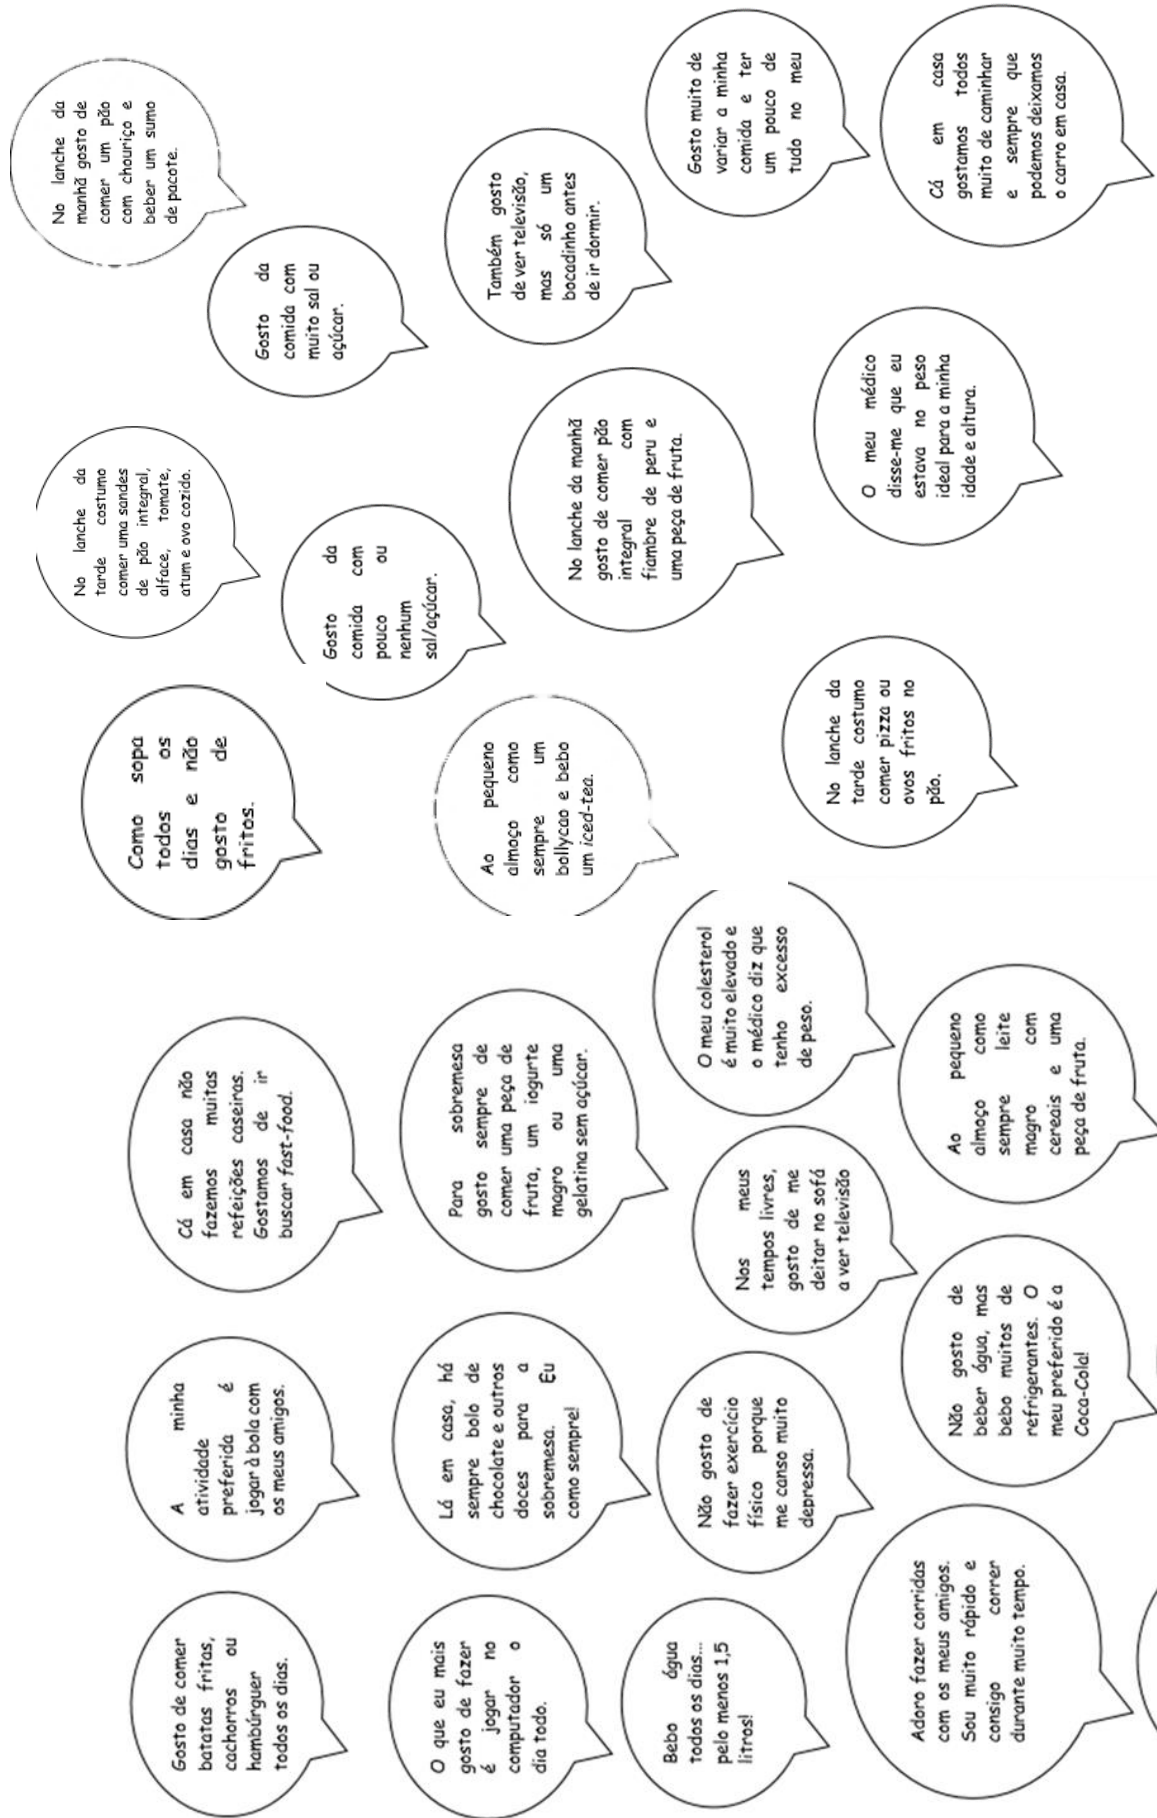 Gosto de comer
batatas fritas,
cachorros ou
hambúrguer
todos os dias.
A minha
atividade
preferida é
jogar à bola com
os meus amigos.
Cá em casa não
fazemos muitas
refeições caseiras.
Gostamos de ir
buscar fast-food.
Como sopa
todos os
dias e não
gosto de
fritos.
No lanche da
tarde costumo
comer uma sandes
de pão integral,
alface, tomate,
atum e ovo cozido.
No lanche da
manhã gosto de
comer um pão
com chouriço e
beber um sumo
de pacote.
O que eu mais
gosto de fazer
é jogar no
computador o
dia todo.
Lá em casa, há
sempre bolo de
chocolate e outros
doces para a
sobremesa. Eu
como sempre!
Para sobremesa
gosto sempre de
comer uma peça de
fruta, um iogurte
magro ou uma
gelatina sem açúcar.
Ao pequeno
almoço como
sempre um
bollycao e bebo
um iced-tea.
Gosto da
comida com
pouco ou
nenhum
sal/açúcar.
Gosto da
comida com
muito sal ou
açúcar.
Bebo água
todos os dias...
pelo menos 1,5
litros!
Não gosto de
fazer exercício
físico porque
me canso muito
depressa.
Nos meus
tempos livres,
gosto de me
deitar no sofá
a ver televisão
O meu colesterol
é muito elevado e
o médico diz que
tenho excesso
de peso.
No lanche da manhã
gosto de comer pão
integral com
fiambre de peru e
uma peça de fruta.
Também gosto
de ver televisão,
mas só um
bocadinho antes
de ir dormir.
Gosto muito de
variar a minha
comida e ter
um pouco de
tudo no meu
Adoro fazer corridas
com os meus amigos.
Sou muito rápido e
consigo correr
durante muito tempo.
Não gosto de
beber água, mas
bebo muitos de
refrigerantes. O
meu preferido é a
Coca-Cola!
Ao pequeno
almoço como
sempre leite
magro com
cereais e uma
peça de fruta.
No lanche da
tarde costumo
comer pizza ou
ovos fritos no
pão.
O meu médico
disse-me que eu
estava no peso
ideal para a minha
idade e altura.
Cá em casa
gostamos todos
muito de caminhar
e sempre que
podemos deixamos
o carro em casa.